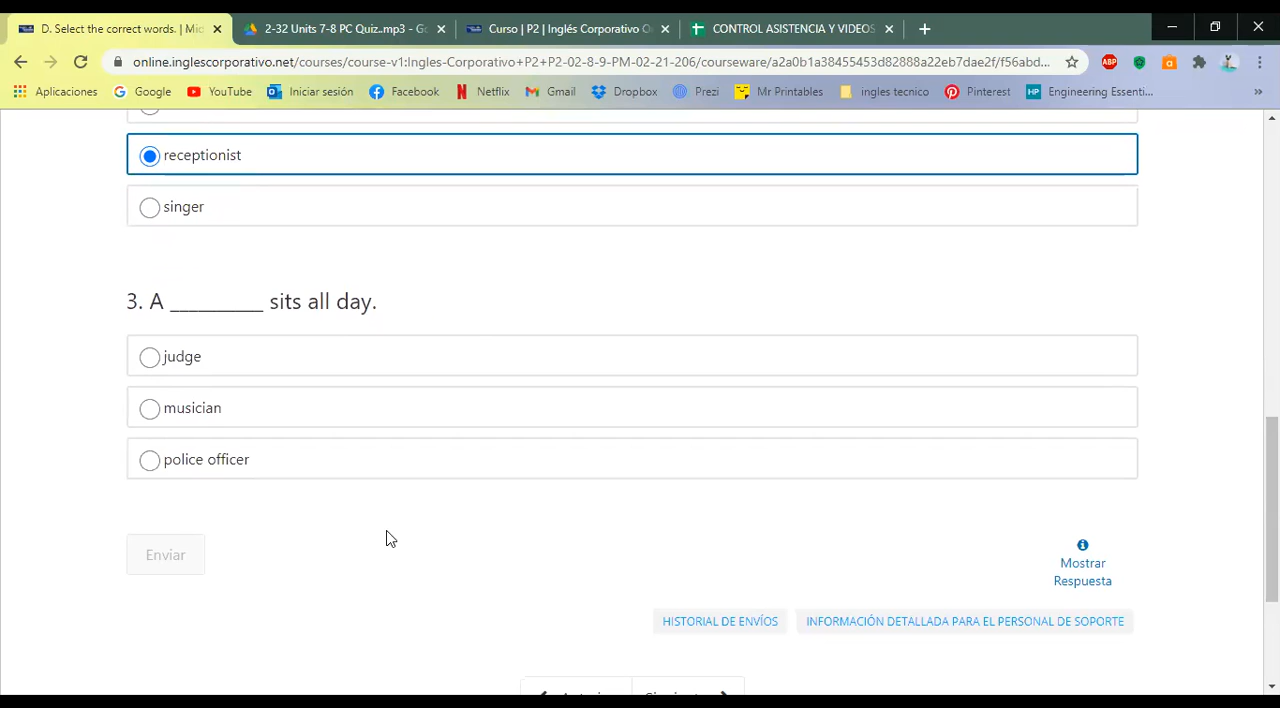 D. Select the correct words. | Mi
2-32 Units 7-8 PC Quiz..mp3 - Go
Curso | P2 | Inglés Corporativo O
CONTROL ASISTENCIA Y VIDEOS
online.inglescorporativo.net/courses/course-v1:Ingles-Corporativo+P2+P2-02-8-9-PM-02-21-206/courseware/a2a0b1a38455453d82888a22eb7dae2f/f56abd...
Aplicaciones Google YouTube Iniciar sesión Facebook Netflix Gmail Dropbox Prezi Mr Printables ingles tecnico Pinterest HP Engineering Essenti... »
receptionist
singer
3. A __________ sits all day.
judge
musician
police officer
Enviar
Mostrar
Respuesta
HISTORIAL DE ENVÍOS INFORMACIÓN DETALLADA PARA EL PERSONAL DE SOPORTE